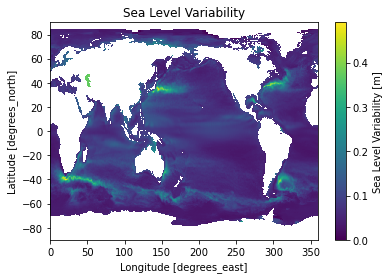 Sea Level Variability
80
60
40
20
0
−20
−40
−60
−80
Latitude [degrees_north]
0 50 100 150 200 250 300 350
Longitude [degrees_east]
0.4
0.3
0.2
0.1
0.0
Sea Level Variability [m]